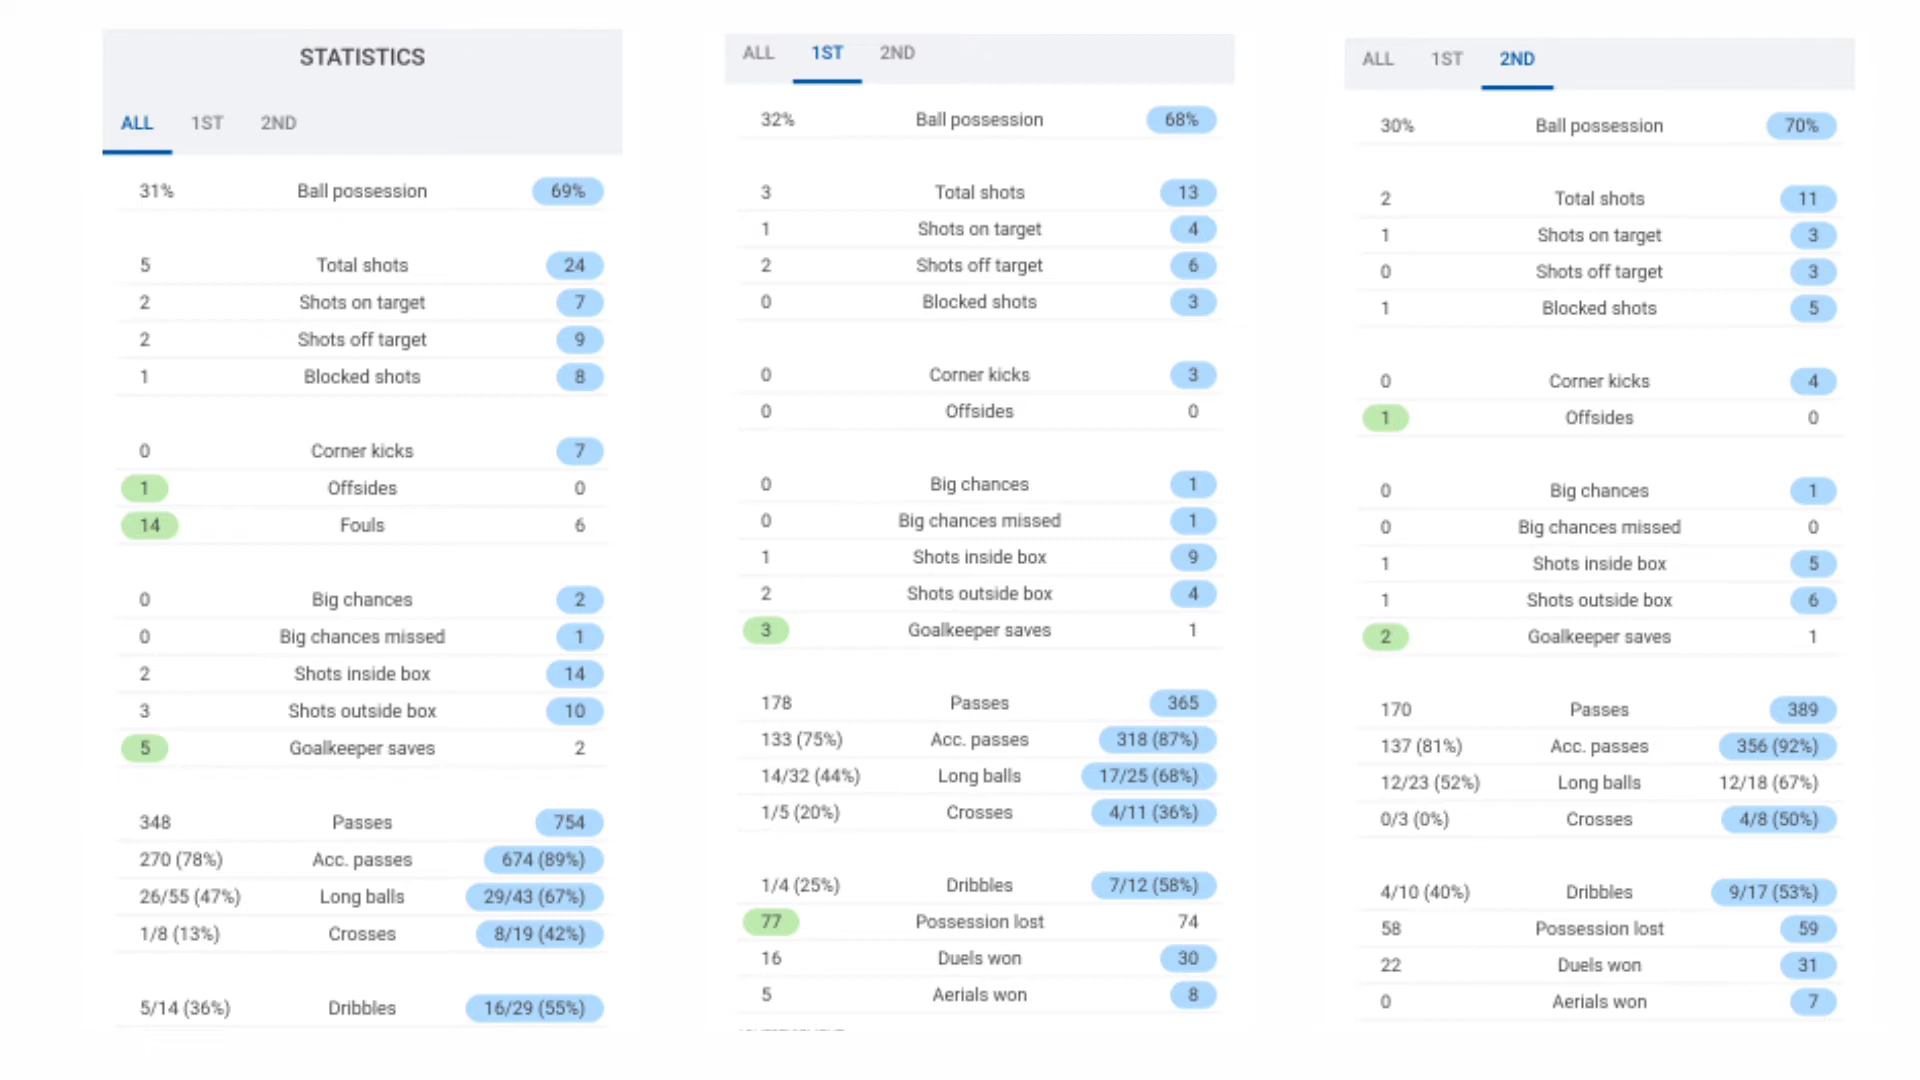 STATISTICS
ALL 1ST 2ND
31% Ball possession 69%
5 Total shots 24
2 Shots on target 7
2 Shots off target 9
1 Blocked shots 8
0 Corner kicks 7
1 Offsides 0
14 Fouls 6
0 Big chances 2
0 Big chances missed 1
2 Shots inside box 14
3 Shots outside box 10
5 Goalkeeper saves 2
348 Passes 754
270 (78%) Acc. passes 674 (89%)
26/55 (47%) Long balls 29/43 (67%)
1/8 (13%) Crosses 8/19 (42%)
5/14 (36%) Dribbles 16/29 (55%)
ALL 1ST 2ND
32% Ball possession 68%
3 Total shots 13
1 Shots on target 4
2 Shots off target 6
0 Blocked shots 3
0 Corner kicks 3
0 Offsides 0
0 Big chances 1
0 Big chances missed 1
1 Shots inside box 9
2 Shots outside box 4
3 Goalkeeper saves 1
178 Passes 365
133 (75%) Acc. passes 318 (87%)
14/32 (44%) Long balls 17/25 (68%)
1/5 (20%) Crosses 4/11 (36%)
1/4 (25%) Dribbles 7/12 (58%)
77 Possession lost 74
16 Duels won 30
5 Aerials won 8
ALL 1ST 2ND
30% Ball possession 70%
2 Total shots 11
1 Shots on target 3
0 Shots off target 3
1 Blocked shots 5
0 Corner kicks 4
1 Offsides 0
0 Big chances 1
0 Big chances missed 0
1 Shots inside box 5
1 Shots outside box 6
2 Goalkeeper saves 1
170 Passes 389
137 (81%) Acc. passes 356 (92%)
12/23 (52%) Long balls 12/18 (67%)
0/3 (0%) Crosses 4/8 (50%)
4/10 (40%) Dribbles 9/17 (53%)
58 Possession lost 59
22 Duels won 31
0 Aerials won 7